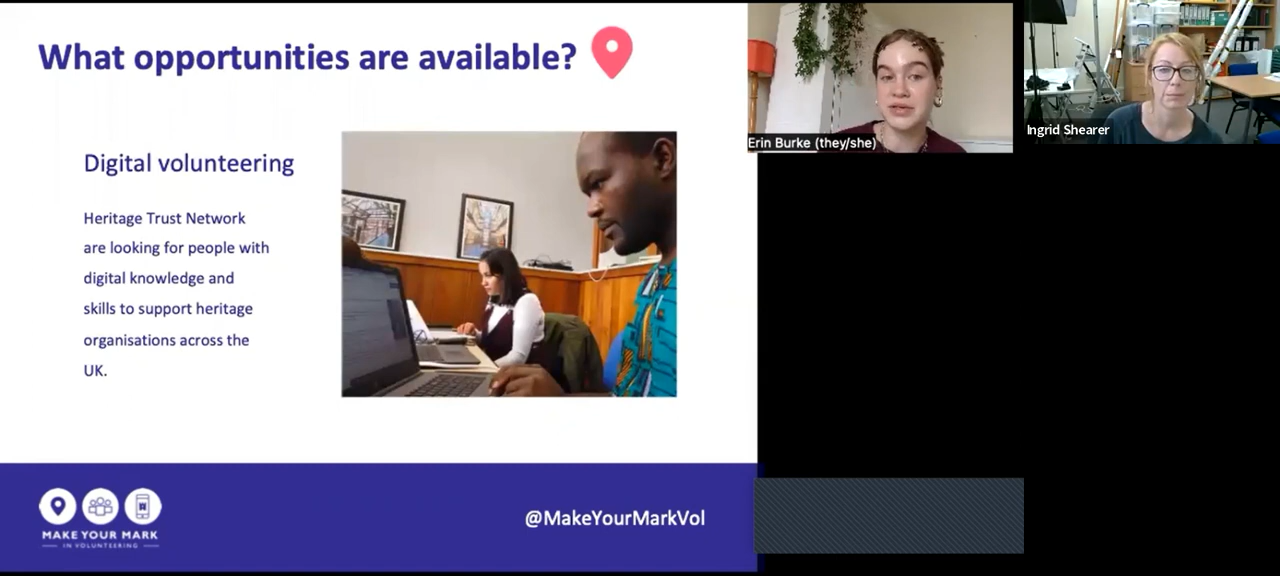 What opportunities are available?
Digital volunteering
Heritage Trust Network
are looking for people with
digital knowledge and
skills to support heritage
organisations across the
UK.
MAKE YOUR MARK
IN VOLUNTEERING
@MakeYourMarkVol
Erin Burke (they/she)
Ingrid Shearer